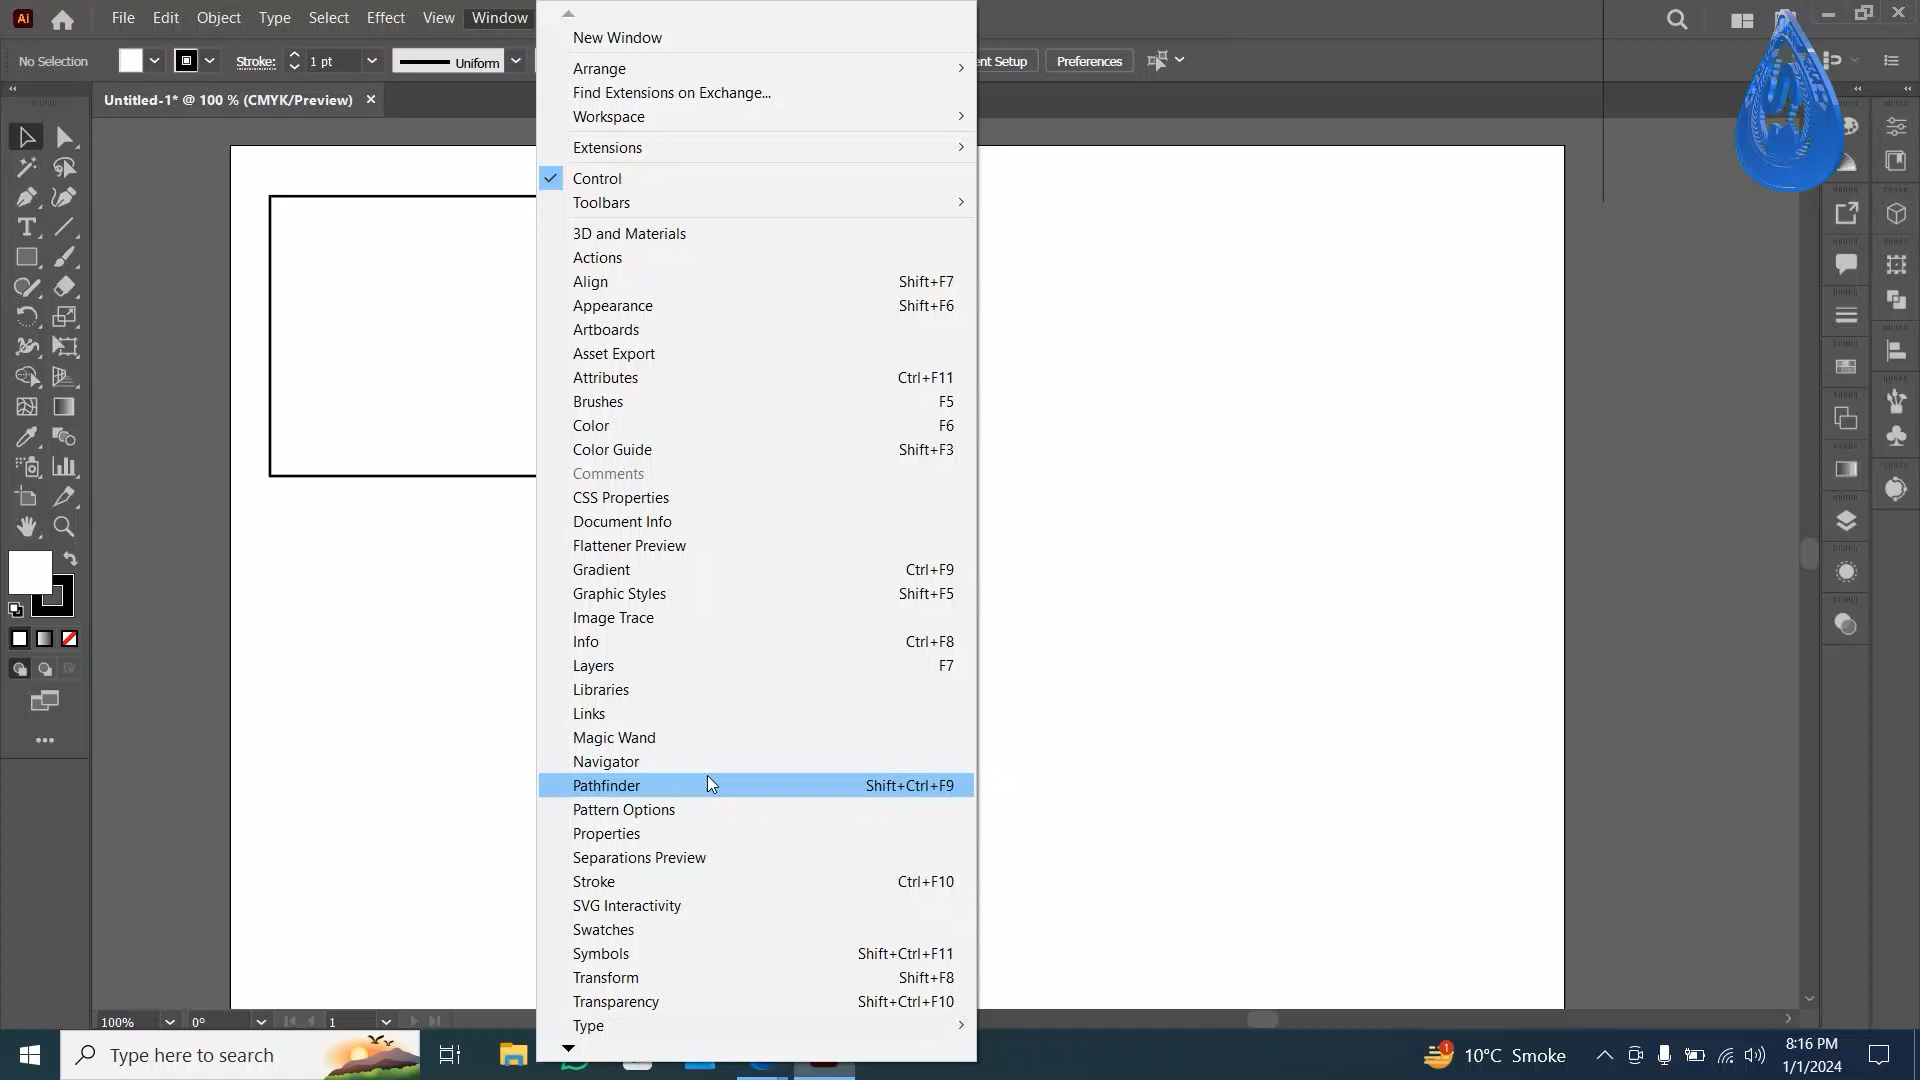 Ai
File Edit Object Type Select Effect View Window
No Selection Stroke: 1 pt Uniform
nt Setup Preferences
Untitled-1* @ 100 % (CMYK/Preview) ×
New Window
Arrange
Find Extensions on Exchange...
Workspace
Extensions
Control
Toolbars
3D and Materials
Actions
Align Shift+F7
Appearance Shift+F6
Artboards
Asset Export
Attributes Ctrl+F11
Brushes F5
Color F6
Color Guide Shift+F3
Comments
CSS Properties
Document Info
Flattener Preview
Gradient Ctrl+F9
Graphic Styles Shift+F5
Image Trace
Info Ctrl+F8
Layers F7
Libraries
Links
Magic Wand
Navigator
Pathfinder Shift+Ctrl+F9
Pattern Options
Properties
Separations Preview
Stroke Ctrl+F10
SVG Interactivity
Swatches
Symbols Shift+Ctrl+F11
Transform Shift+F8
Transparency Shift+Ctrl+F10
Type
100% 0° 1
Type here to search
1 10°C Smoke
8:16 PM
1/1/2024